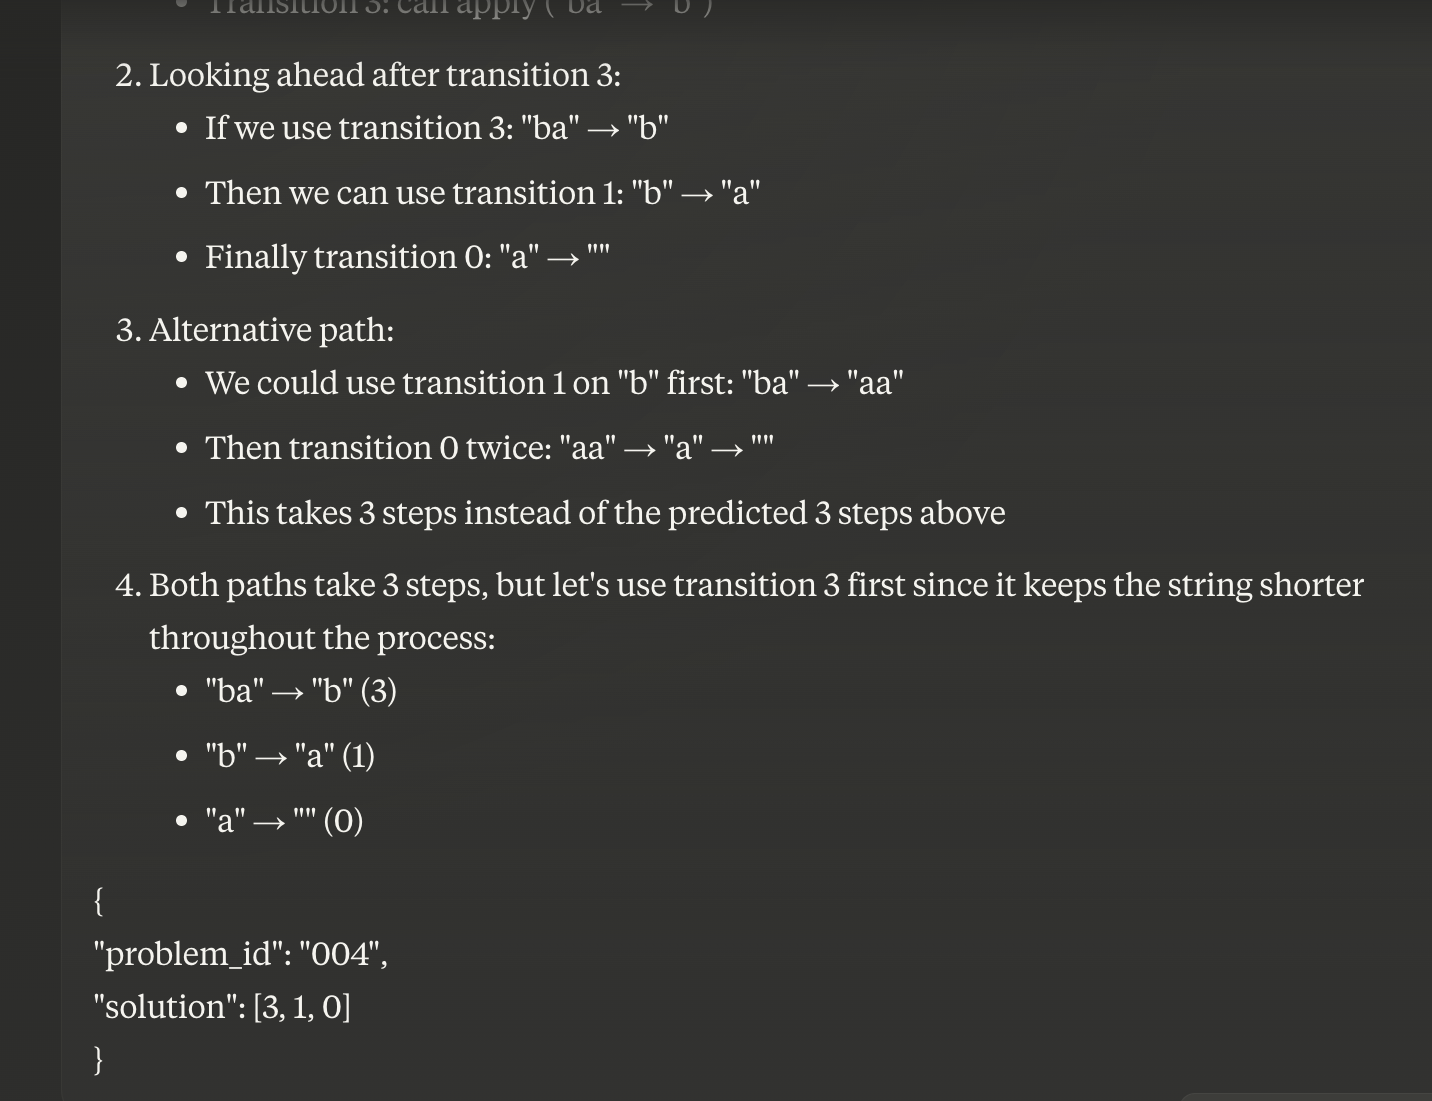 Transition 3: can apply ("ba" → "b")
2. Looking ahead after transition 3:
• If we use transition 3: "ba" → "b"
• Then we can use transition 1: "b" → "a"
• Finally transition 0: "a" → ""
3. Alternative path:
• We could use transition 1 on "b" first: "ba" → "aa"
• Then transition 0 twice: "aa" → "a" → ""
• This takes 3 steps instead of the predicted 3 steps above
4. Both paths take 3 steps, but let's use transition 3 first since it keeps the string shorter
throughout the process:
• "ba" → "b" (3)
• "b" → "a" (1)
• "a" → "" (0)
{
"problem_id": "004",
"solution": [3, 1, 0]
}